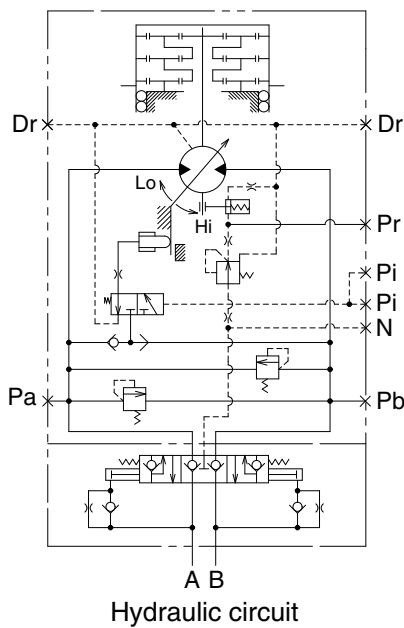 Dr Dr
Lo
Hi
Pr
Pi
Pi
N
Pa Pb
A B
Hydraulic circuit